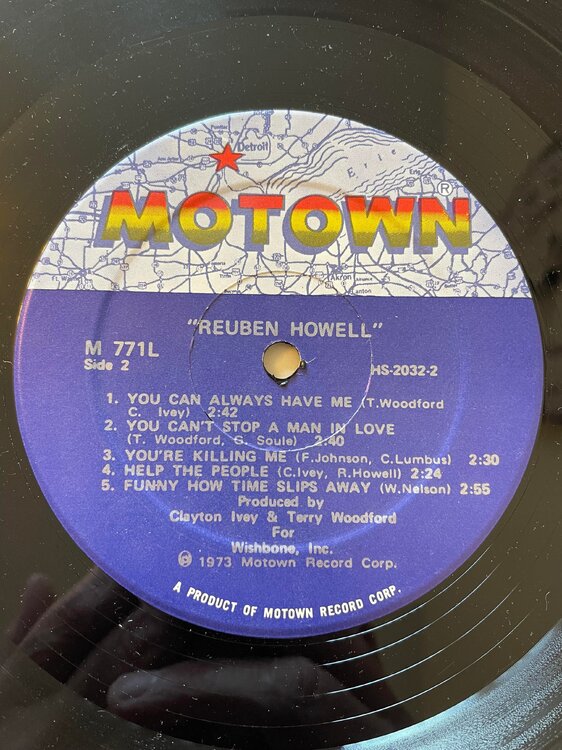 Detroit
Erie
Erie
MOTOWN®
Akron
Canton
"REUBEN HOWELL"
M 771L
Side 2
HS-2032-2
1. YOU CAN ALWAYS HAVE ME (T.Woodford
C. Ivey) 2:42
2. YOU CAN'T STOP A MAN IN LOVE
(T. Woodford, G. Soule) 2:40
3. YOU'RE KILLING ME (F.Johnson, C.Lumbus) 2:30
4. HELP THE PEOPLE (C.Ivey, R.Howell) 2:24
5. FUNNY HOW TIME SLIPS AWAY (W.Nelson) 2:55
Produced by
Clayton Ivey & Terry Woodford
For
Wishbone, Inc.
℗ 1973 Motown Record Corp.
A PRODUCT OF MOTOWN RECORD CORP.